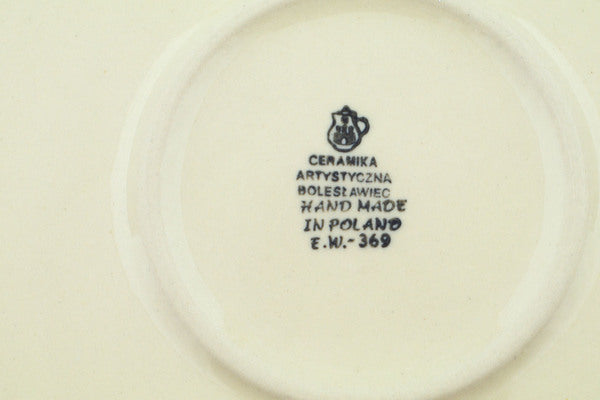 CERAMIKA
ARTYSTYCZNA
BOLESŁAWIEC
HAND MADE
IN POLAND
E.W.-369